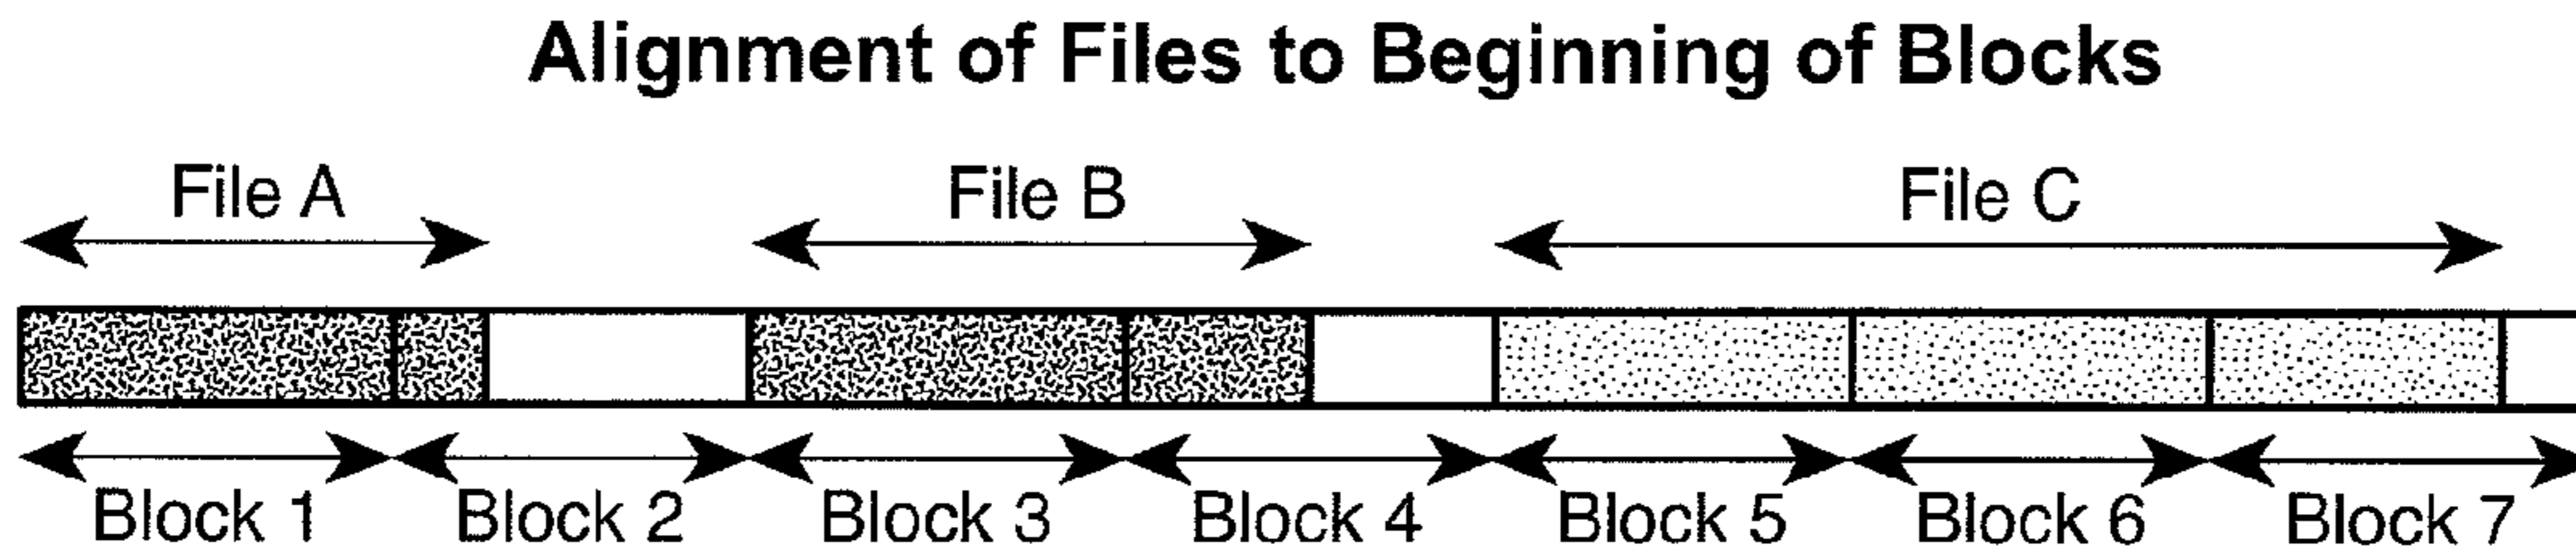 Alignment of Files to Beginning of Blocks
File A File B File C
Block 1 Block 2 Block 3 Block 4 Block 5 Block 6 Block 7